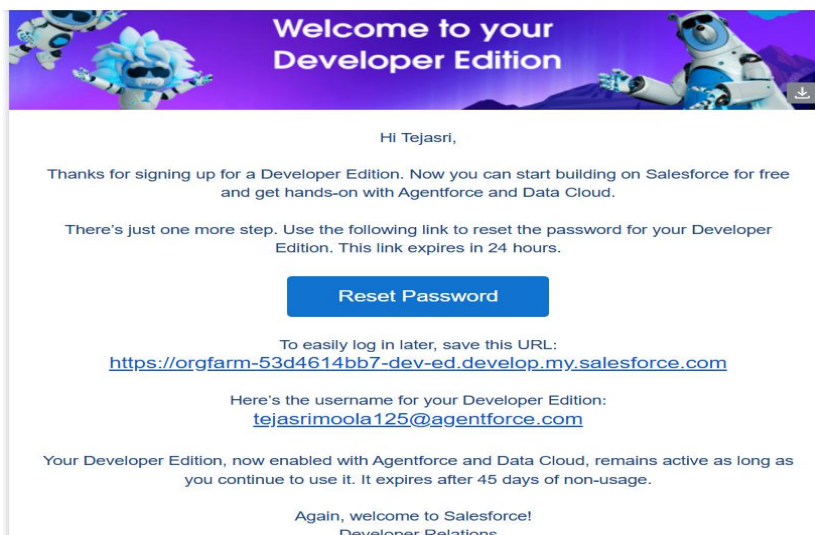 Welcome to your
Developer Edition
Hi Tejasri,
Thanks for signing up for a Developer Edition. Now you can start building on Salesforce for free
and get hands-on with Agentforce and Data Cloud.
There's just one more step. Use the following link to reset the password for your Developer
Edition. This link expires in 24 hours.
Reset Password
To easily log in later, save this URL:
https://orgfarm-53d4614bb7-dev-ed.develop.my.salesforce.com
Here's the username for your Developer Edition:
tejasrimoola125@agentforce.com
Your Developer Edition, now enabled with Agentforce and Data Cloud, remains active as long as
you continue to use it. It expires after 45 days of non-usage.
Again, welcome to Salesforce!
Developer Relations